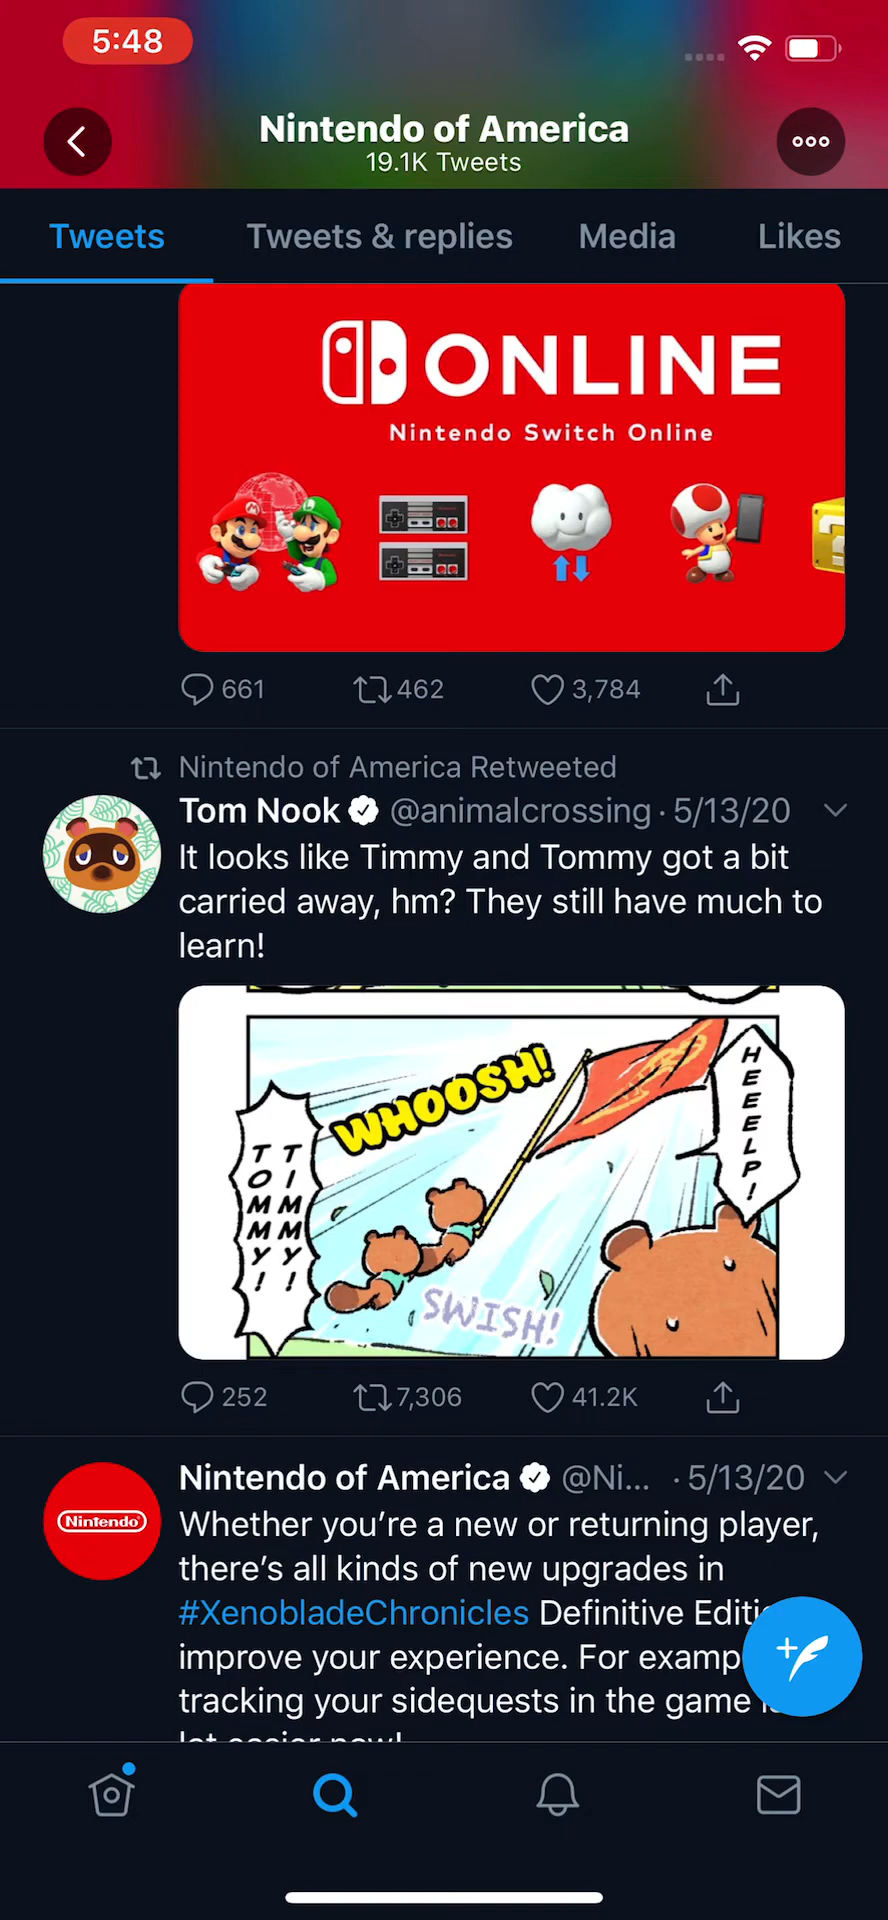 5:48
Nintendo of America
19.1K Tweets
Tweets
Tweets & replies
Media
Likes
ONLINE
Nintendo Switch Online
661
462
3,784
Nintendo of America Retweeted
Tom Nook @animalcrossing · 5/13/20
It looks like Timmy and Tommy got a bit
carried away, hm? They still have much to
learn!
WHOOSH!
HEEELP!
TIMMY!
TOMMY!
SWISH!
252
7,306
41.2K
Nintendo of America @Ni... · 5/13/20
Nintendo
Whether you're a new or returning player,
there's all kinds of new upgrades in
#XenobladeChronicles Definitive
improve your experience. For
tracking your sidequests in the game